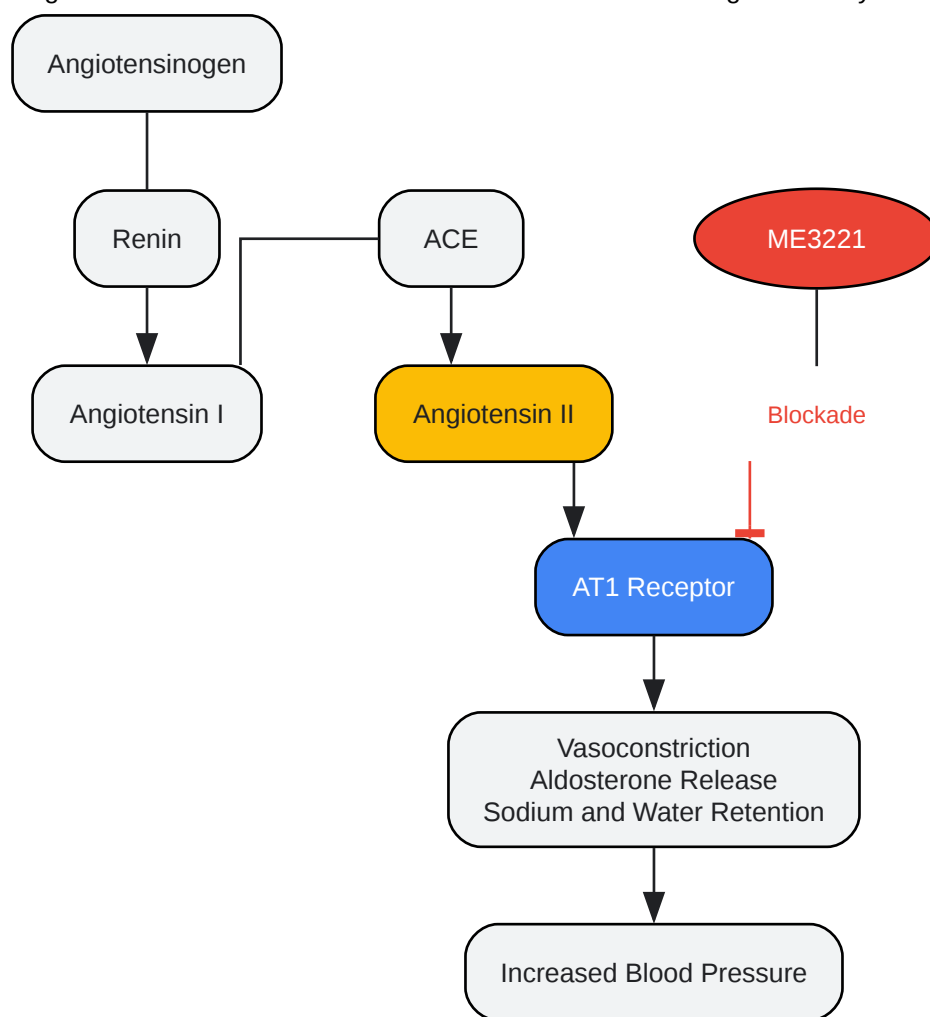 Angiotensinogen
Renin
ACE
ME3221
Angiotensin I
Angiotensin II
Blockade
AT1 Receptor
Vasoconstriction
Aldosterone Release
Sodium and Water Retention
Increased Blood Pressure